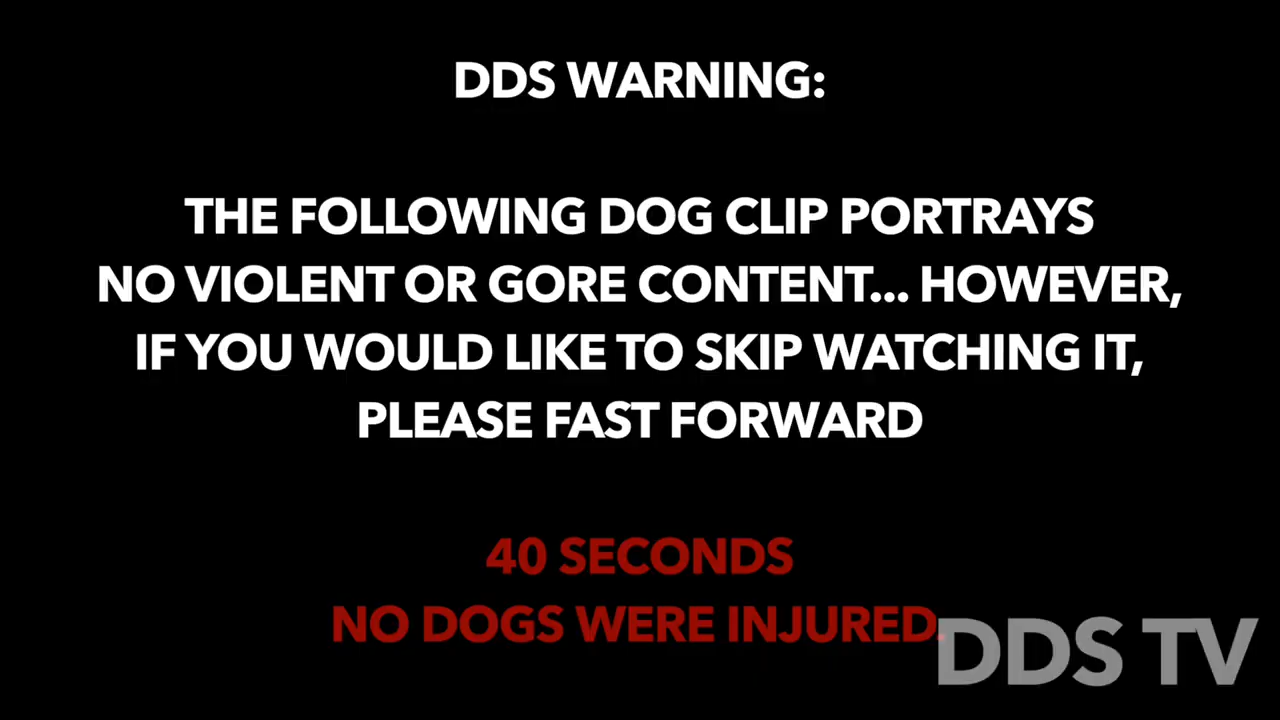 DDS WARNING:
THE FOLLOWING DOG CLIP PORTRAYS
NO VIOLENT OR GORE CONTENT... HOWEVER,
IF YOU WOULD LIKE TO SKIP WATCHING IT,
PLEASE FAST FORWARD
40 SECONDS
NO DOGS WERE INJURED.
DDS TV